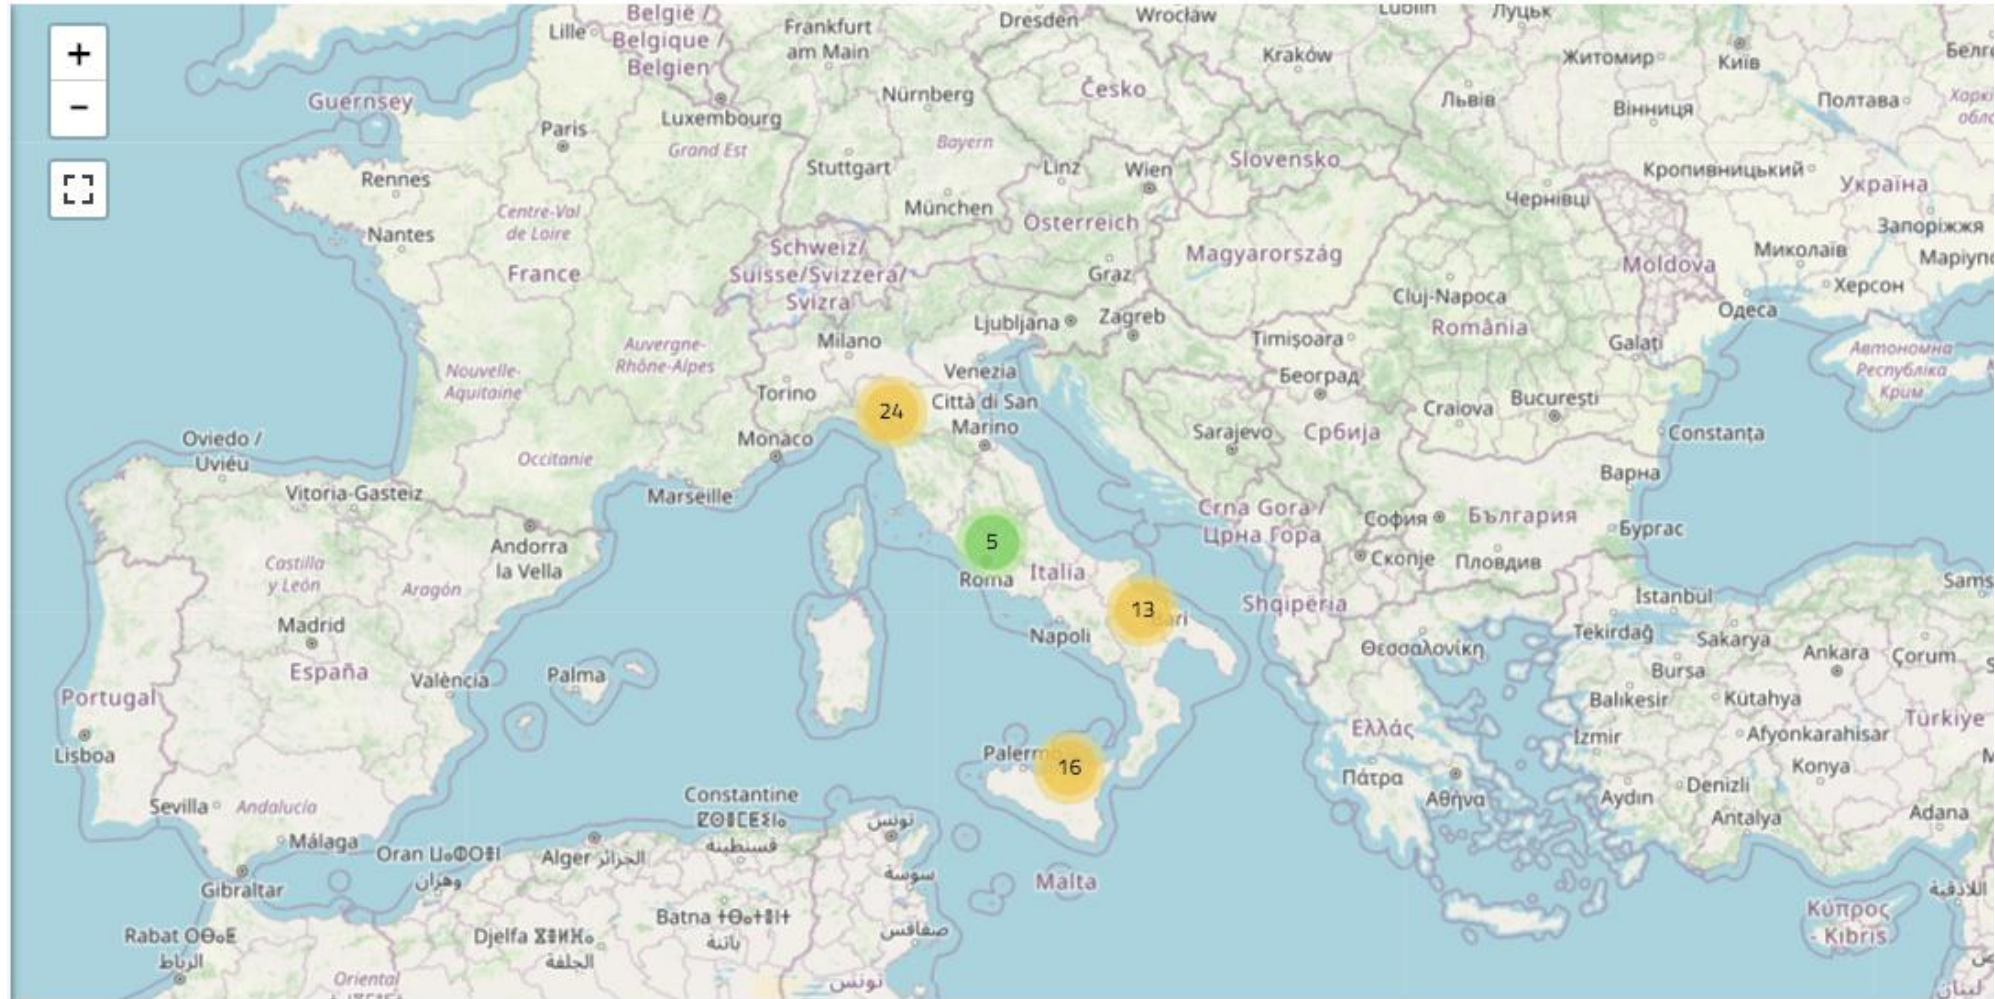 +
−
België /
Belgique /
Belgien
Lille
Frankfurt
am Main
Dresden
Wrocław
Lublin
Луцьк
Kraków
Житомир
Київ
Guernsey
Luxembourg
Nürnberg
Česko
Львів
Вінниця
Полтава
Paris
Grand Est
Bayern
Stuttgart
Linz
Wien
Slovensko
Кропивницький
Україна
Rennes
München
Österreich
Чернівці
Запоріжжя
Centre-Val
de Loire
Nantes
Schweiz/
Suisse/Svizzera/
Svizra
France
Graz
Magyarország
Moldova
Миколаїв
Херсон
Cluj-Napoca
România
Одеса
Ljubljana
Zagreb
Milano
Auvergne-
Rhône-Alpes
Timișoara
Galați
Автономна
Республіка
Крим
Nouvelle-
Aquitaine
Venezia
Torino
Београд
București
Craiova
24
Città di San
Marino
Monaco
Sarajevo
Србија
Constanța
Oviedo /
Uviéu
Occitanie
Vitoria-Gasteiz
Marseille
Варна
Crna Gora /
Црна Гора
София
България
Бургас
Andorra
la Vella
5
Roma
Italia
Скопје
Пловдив
Castilla
y León
Aragón
Shqipëria
İstanbul
Madrid
13
Napoli
Θεσσαλονίκη
Tekirdağ
Sakarya
Ankara
Çorum
España
València
Palma
Bursa
Portugal
Balıkesir
Kütahya
Türkiye
Lisboa
16
Ελλάς
İzmir
Afyonkarahisar
Πάτρα
Αθήνα
Konya
Denizli
Aydın
Antalya
Adana
Sevilla
Andalucía
Málaga
Constantine
قسنطينة
تونس
Oran
وهران
Alger الجزائر
سوسة
Malta
Gibraltar
Rabat
الرباط
Djelfa
الجلفة
Batna
باتنة
صفاقس
Κύπρος
- Kıbrıs
اللاذقية
Oriental
تونس
لبنان